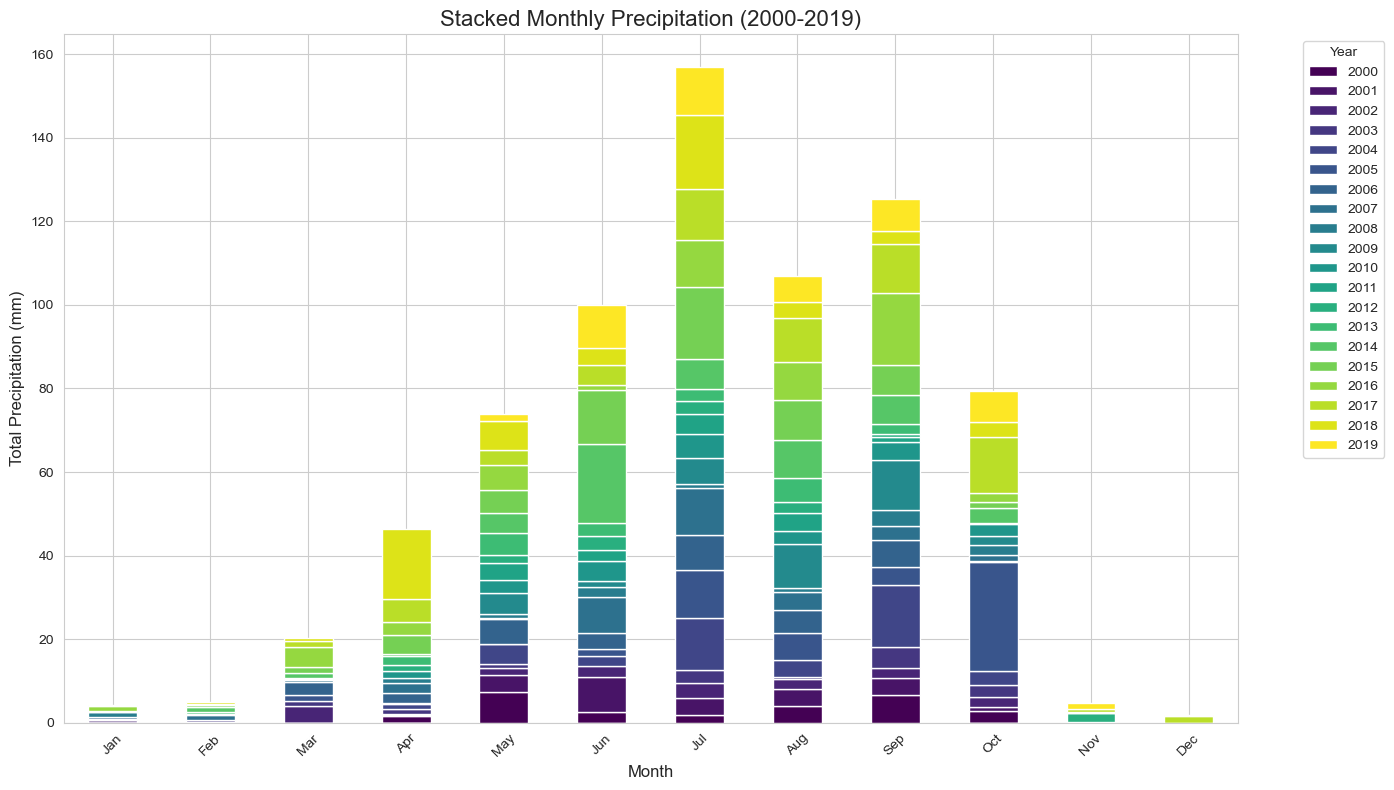 Stacked Monthly Precipitation (2000-2019)
Total Precipitation (mm)
160
140
120
100
80
60
40
20
0
Jan
Feb
Mar
Apr
May
Jun
Jul
Aug
Sep
Oct
Nov
Dec
Month
Year
2000
2001
2002
2003
2004
2005
2006
2007
2008
2009
2010
2011
2012
2013
2014
2015
2016
2017
2018
2019